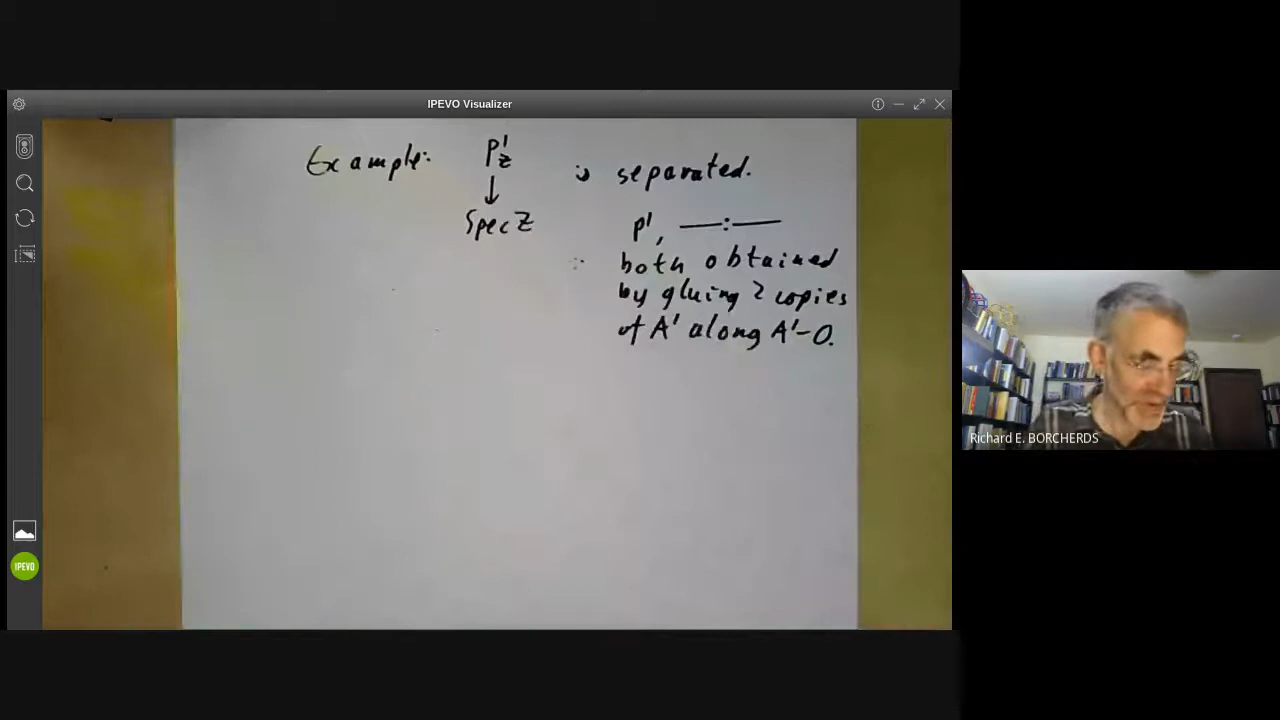 IPEVO Visualizer
Example: P¹_Z is separated.
↓
Spec Z
P¹, —:—
both obtained
by gluing 2 copies
of A¹ along A¹-0.
Richard E. BORCHERDS
IPEVO